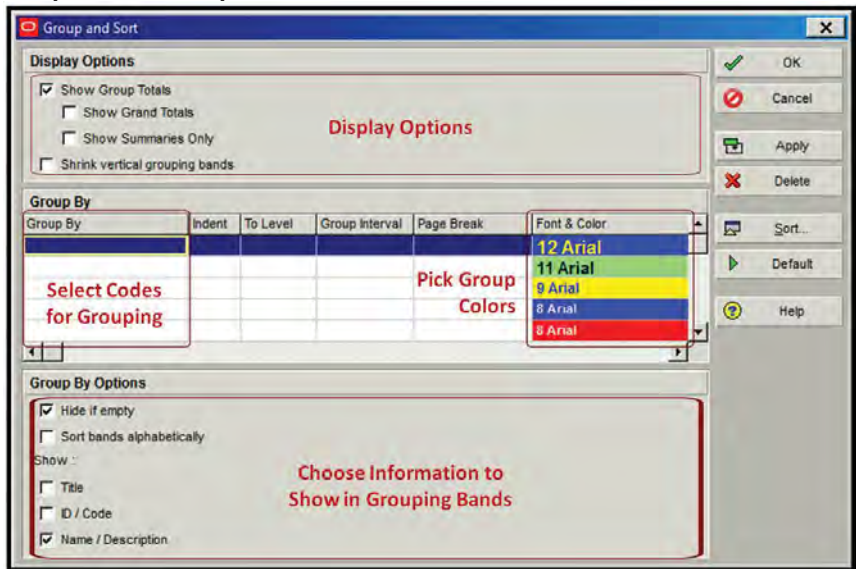 Group and Sort
Display Options
OK
Show Group Totals
Show Grand Totals
Cancel
Display Options
Show Summaries Only
Apply
Shrink vertical grouping bands
Delete
Group By
Group By Indent To Level Group Interval Page Break Font & Color
Sort...
12 Arial
11 Arial
Default
Pick Group
Colors
9 Arial
Select Codes
for Grouping
8 Arial
Help
8 Arial
Group By Options
Hide if empty
Sort bands alphabetically
Show :
Choose Information to
Show in Grouping Bands
Title
ID / Code
Name / Description